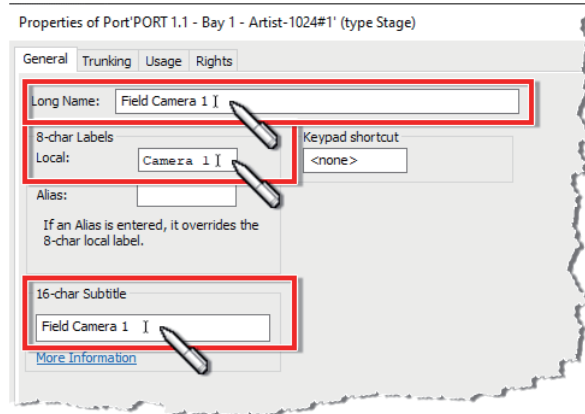 Properties of Port'PORT 1.1 - Bay 1 - Artist-1024#1' (type Stage)
General Trunking Usage Rights
Long Name: Field Camera 1
8-char Labels
Keypad shortcut
Local: Camera 1
<none>
Alias:
If an Alias is entered, it overrides the
8-char local label.
16-char Subtitle
Field Camera 1
More Information